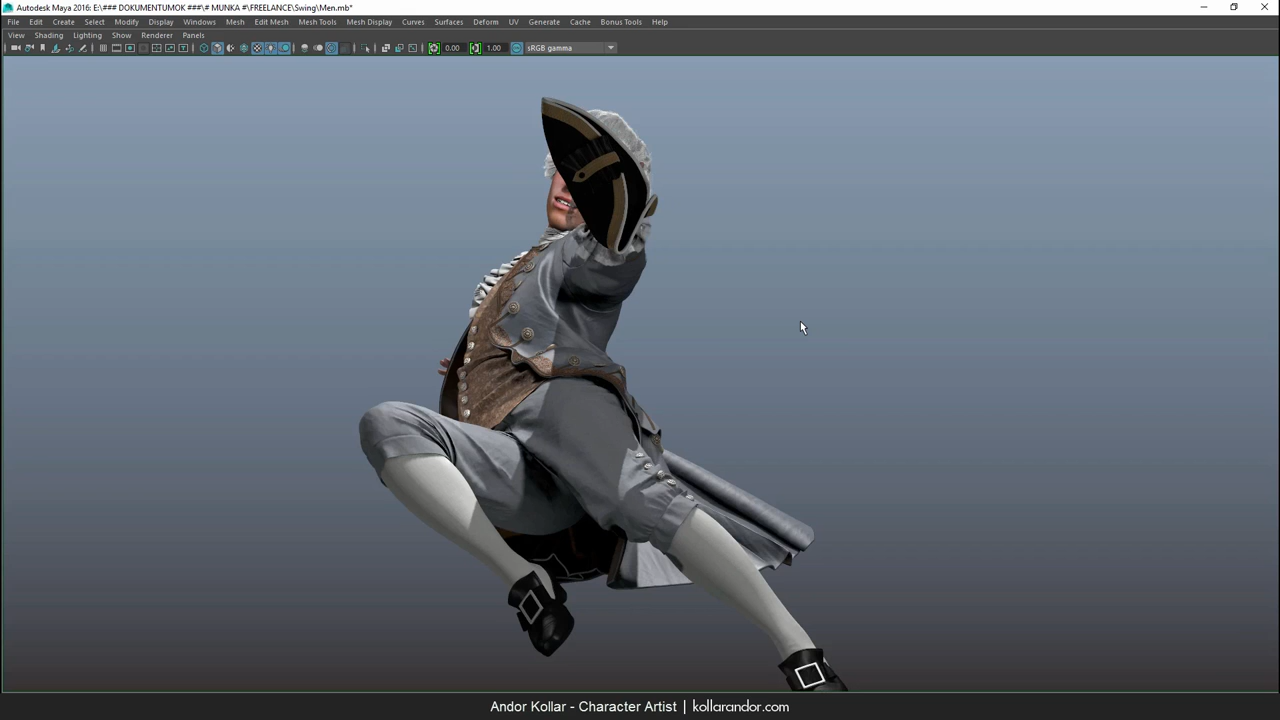 Autodesk Maya 2016: E:\### DOKUMENTUMOK ###\# MUNKA #\FREELANCE\Swing\Men.mb*
File Edit Create Select Modify Display Windows Mesh Edit Mesh Mesh Tools Mesh Display Curves Surfaces Deform UV Generate Cache Bonus Tools Help
View Shading Lighting Show Renderer Panels
0.00 1.00 sRGB gamma
Andor Kollar - Character Artist | kollarandor.com